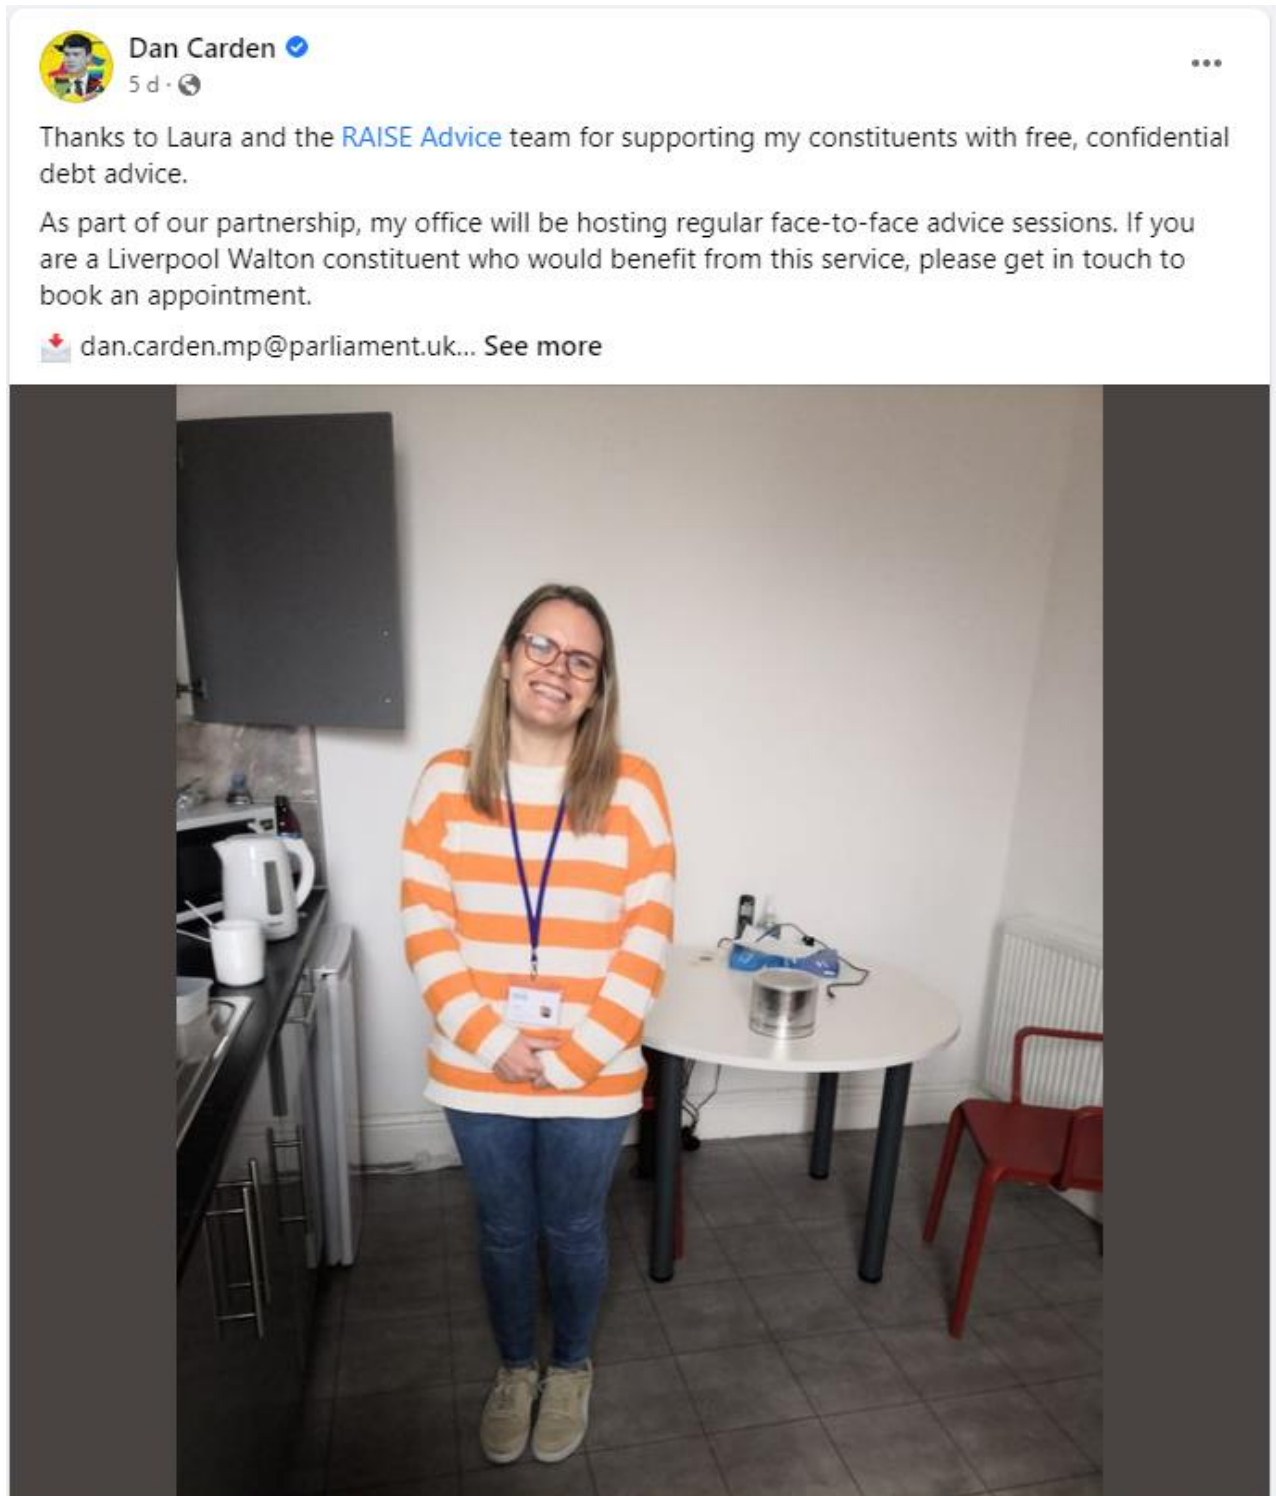 Dan Carden
5 d ·
Thanks to Laura and the RAISE Advice team for supporting my constituents with free, confidential
debt advice.
As part of our partnership, my office will be hosting regular face-to-face advice sessions. If you
are a Liverpool Walton constituent who would benefit from this service, please get in touch to
book an appointment.
dan.carden.mp@parliament.uk... See more